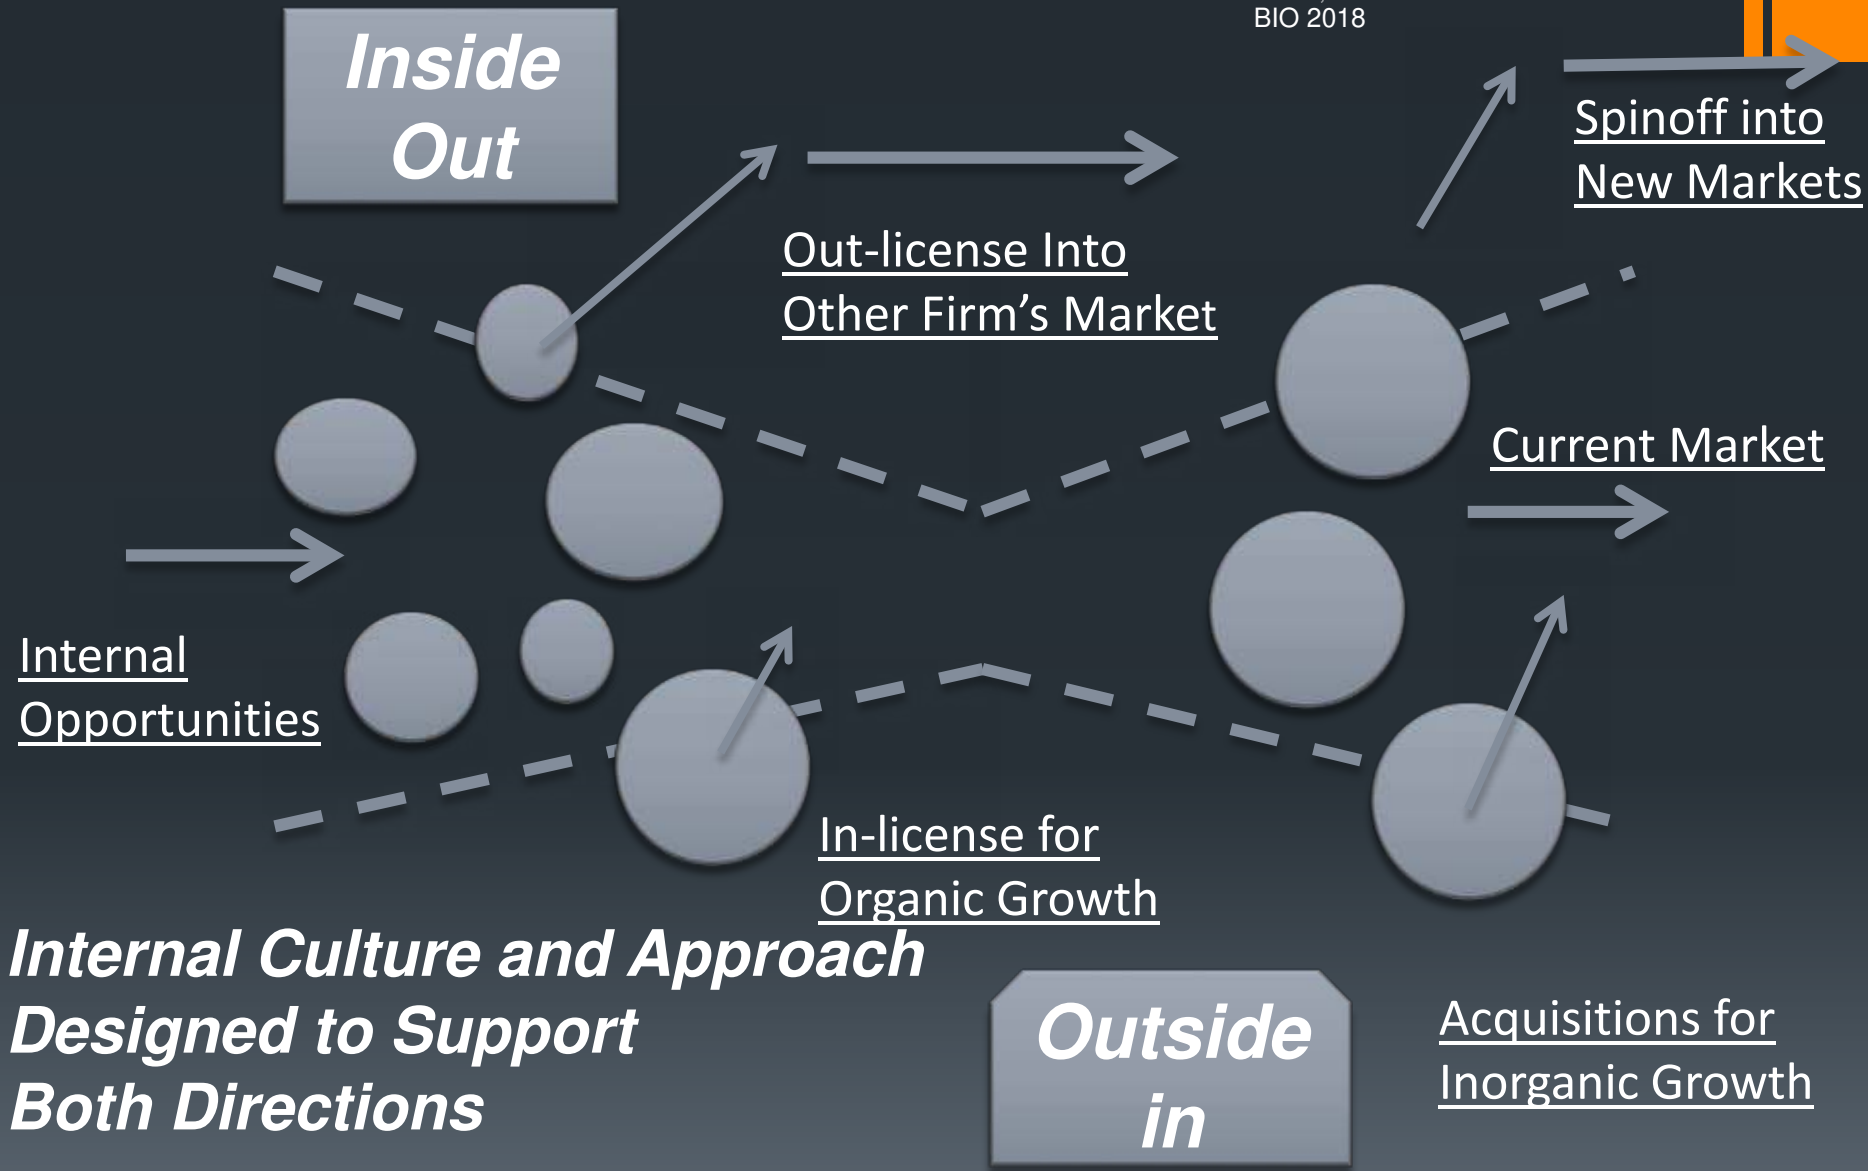 BIO 2018
Inside
Out
Spinoff into
New Markets
Out-license Into
Other Firm’s Market
Current Market
Internal
Opportunities
In-license for
Organic Growth
Internal Culture and Approach
Designed to Support
Both Directions
Outside
in
Acquisitions for
Inorganic Growth